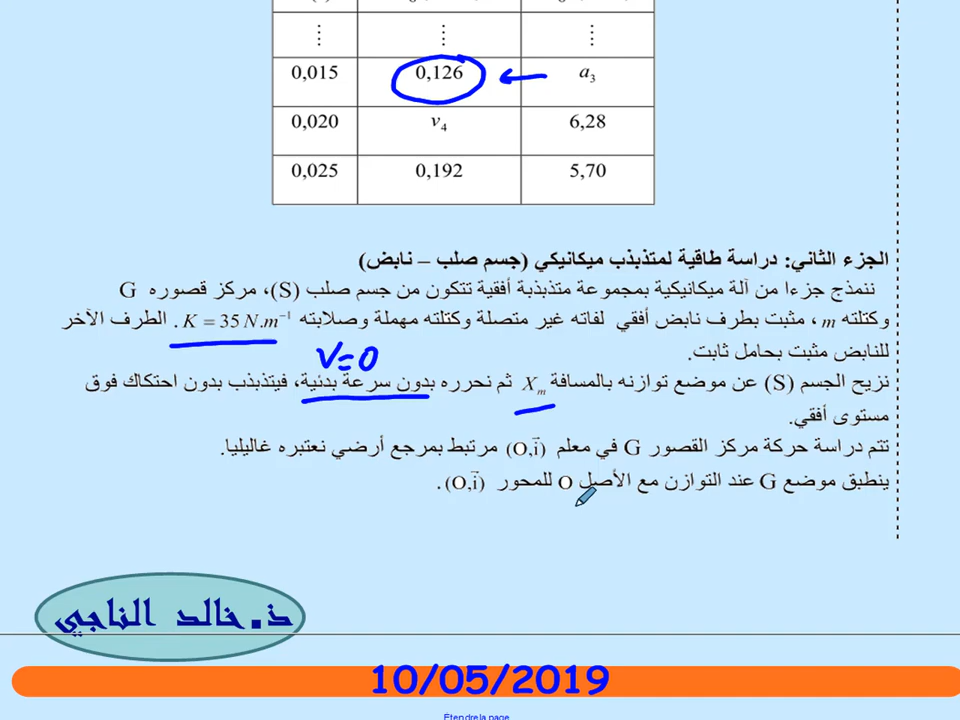 ⋮ ⋮ ⋮
0,015 0,126 a₃
0,020 v₄ 6,28
0,025 0,192 5,70
الجزء الثاني: دراسة طاقية لمتذبذب ميكانيكي (جسم صلب – نابض)
ننمذج جزءا من آلة ميكانيكية بمجموعة متذبذبة أفقية تتكون من جسم صلب (S)، مركز قصوره G
وكتلته m ، مثبت بطرف نابض أفقي لفاته غير متصلة وكتلته مهملة وصلابته K = 35 N.m⁻¹ . الطرف الآخر
للنابض مثبت بحامل ثابت.
V=0
نزيح الجسم (S) عن موضع توازنه بالمسافة Xₘ ثم نحرره بدون سرعة بدئية، فيتذبذب بدون احتكاك فوق
مستوى أفقي.
تتم دراسة حركة مركز القصور G في معلم (O,i⃗) مرتبط بمرجع أرضي نعتبره غاليليا.
ينطبق موضع G عند التوازن مع الأصل O للمحور (O,i⃗) .
ذ.خالد الناجي
10/05/2019
Étendre la page